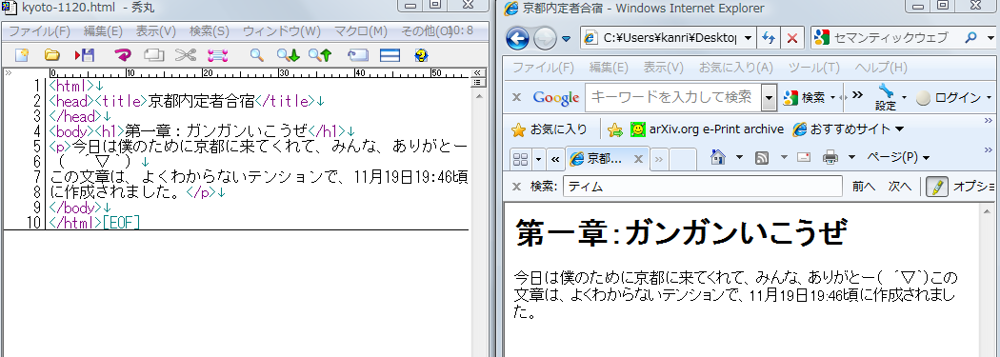 kyoto-1120.html - 秀丸
ファイル(F) 編集(E) 表示(V) 検索(S) ウィンドウ(W) マクロ(M) その他(O) 10:8
0 10 20 30 40 50
1 <html>↓
2 <head><title>京都内定者合宿</title>↓
3 </head>↓
4 <body><h1>第一章：ガンガンいこうぜ</h1>↓
5 <p>今日は僕のために京都に来てくれて、みんな、ありがとー
6 （　´▽｀）↓
7 この文章は、よくわからないテンションで、11月19日19:46頃
8 に作成されました。</p>↓
9 </body>↓
10 </html>[EOF]
京都内定者合宿 - Windows Internet Explorer
C:¥Users¥kanri¥Desktop
セマンティックウェブ
ファイル(F) 編集(E) 表示(V) お気に入り(A) ツール(T) ヘルプ(H)
x Google キーワードを入力して検索 検索 » 設定 ログイン
お気に入り arXiv.org e-Print archive おすすめサイト
京都... x ページ(P) »
x 検索: ティム 前へ 次へ オプショ
第一章：ガンガンいこうぜ
今日は僕のために京都に来てくれて、みんな、ありがとー（　´▽｀）この
文章は、よくわからないテンションで、11月19日19:46頃に作成されまし
た。